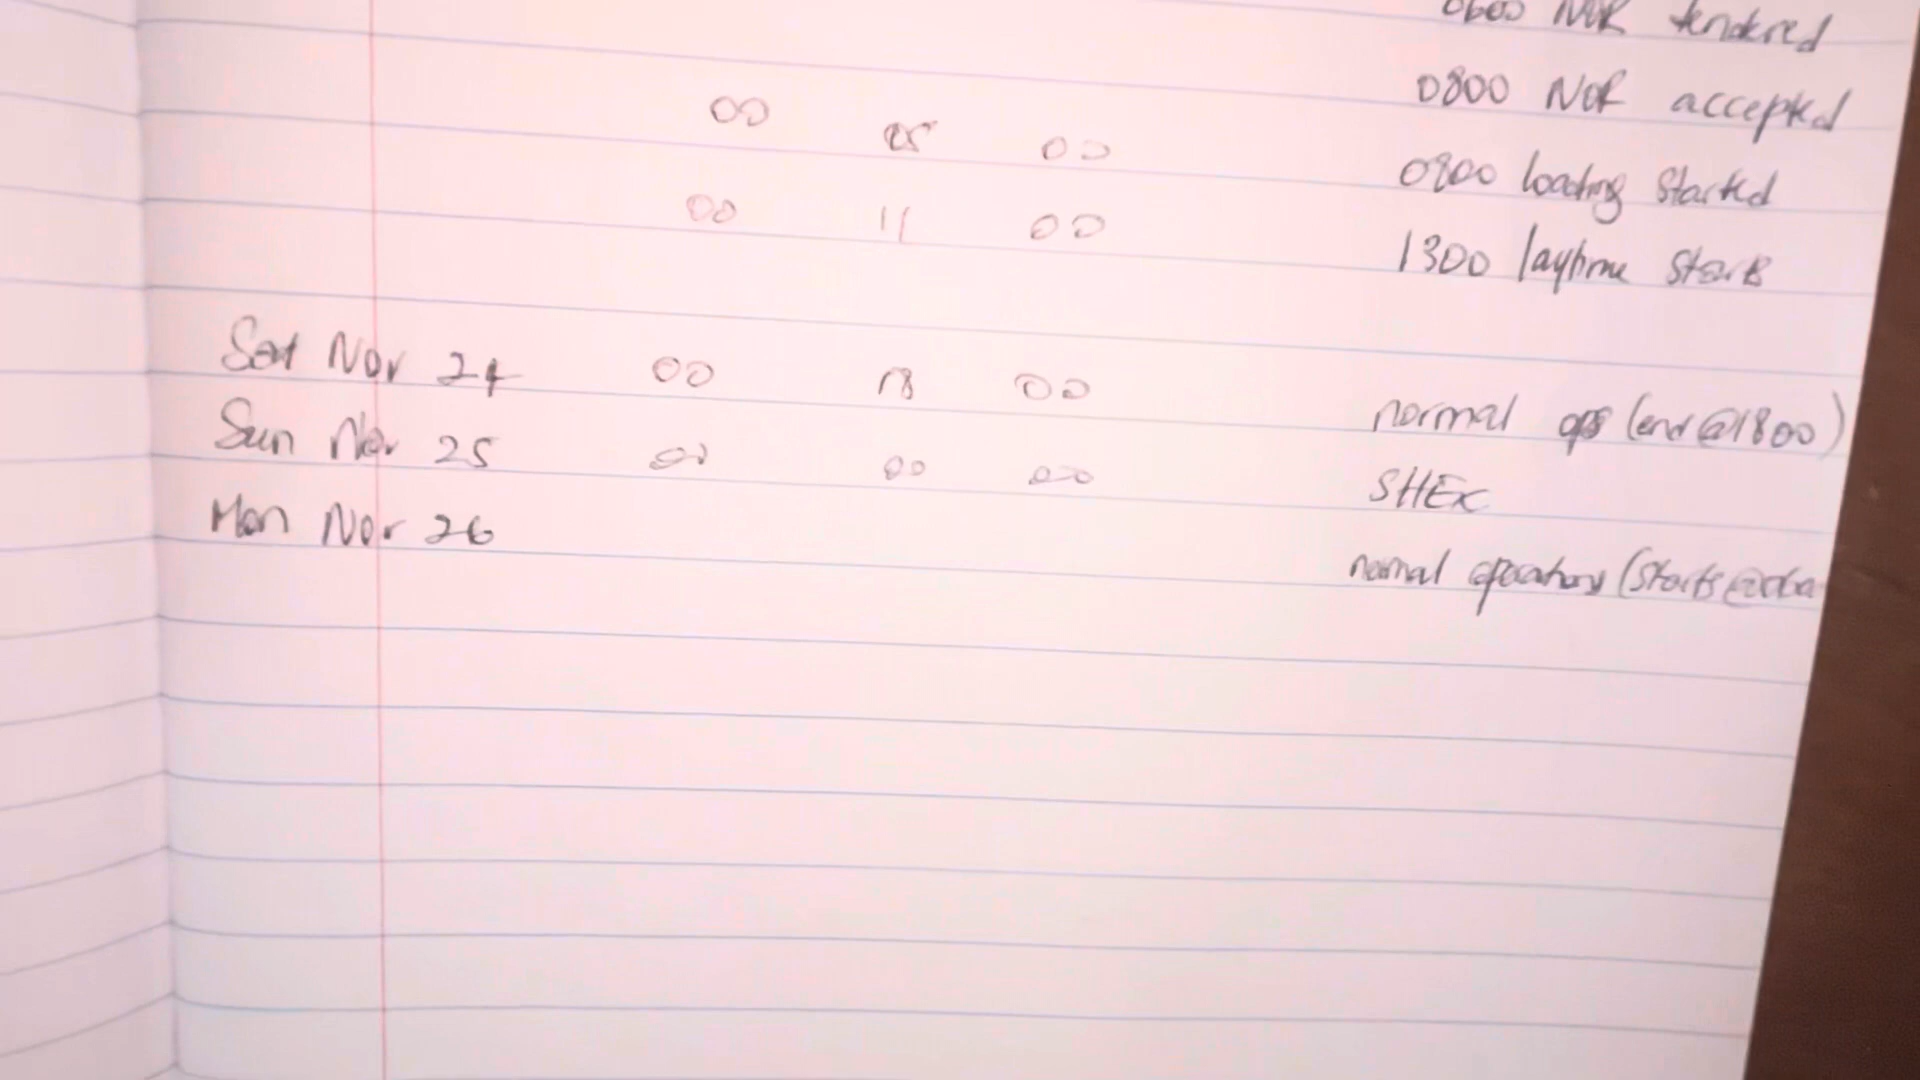 0600 NOR tendered
0800 NOR accepted
00 05 00 0800 loading started
00 11 00 1300 laytime starts
Sat Nov 24 00 18 00 normal ops (end@1800)
Sun Nov 25 00 00 00 SHEx
Mon Nov 26 normal operations (starts@